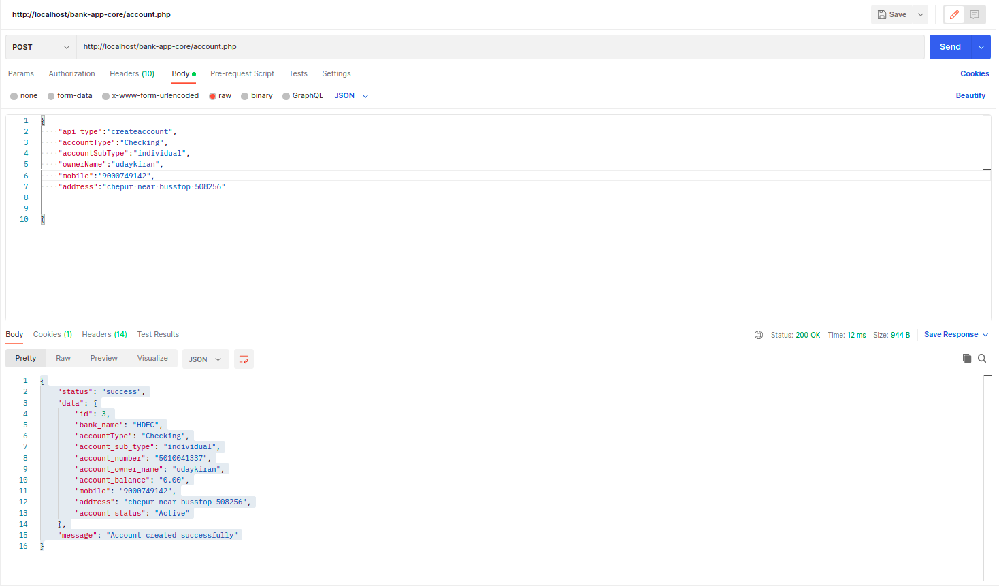 http://localhost/bank-app-core/account.php
Save
POST
http://localhost/bank-app-core/account.php
Send
Params Authorization Headers (10) Body Pre-request Script Tests Settings Cookies
none form-data x-www-form-urlencoded raw binary GraphQL JSON Beautify
1 {
2 "api_type":"createaccount",
3 "accountType":"Checking",
4 "accountSubType":"individual",
5 "ownerName":"udaykiran",
6 "mobile":"9000749142",
7 "address":"chepur near busstop 508256"
8
9
10 }
Body Cookies (1) Headers (14) Test Results Status: 200 OK Time: 12 ms Size: 944 B Save Response
Pretty Raw Preview Visualize JSON
1 {
2 "status": "success",
3 "data": {
4 "id": 3,
5 "bank_name": "HDFC",
6 "accountType": "Checking",
7 "account_sub_type": "individual",
8 "account_number": "5010041337",
9 "account_owner_name": "udaykiran",
10 "account_balance": "0.00",
11 "mobile": "9000749142",
12 "address": "chepur near busstop 508256",
13 "account_status": "Active"
14 },
15 "message": "Account created successfully"
16 }